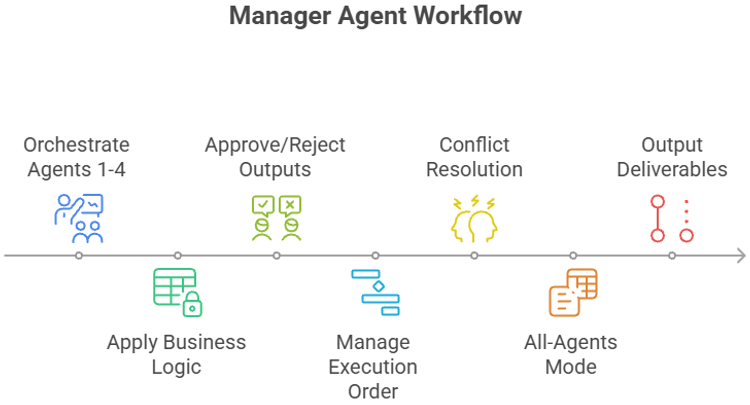 Manager Agent Workflow
Orchestrate
Agents 1-4
Apply Business
Logic
Approve/Reject
Outputs
Manage
Execution
Order
Conflict
Resolution
All-Agents
Mode
Output
Deliverables